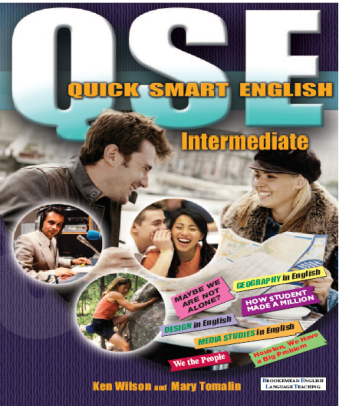 QSE
QUICK SMART ENGLISH
Intermediate
MAYBE WE
ARE NOT
ALONE?
GEOGRAPHY in English
HOW STUDENT
MADE A MILLION
DESIGN in English
MEDIA STUDIES in English
We the People
Houston, We Have
a Big Problem
Ken Wilson and Mary Tomalin
BROOKEMEAD ENGLISH
LANGUAGE TEACHING